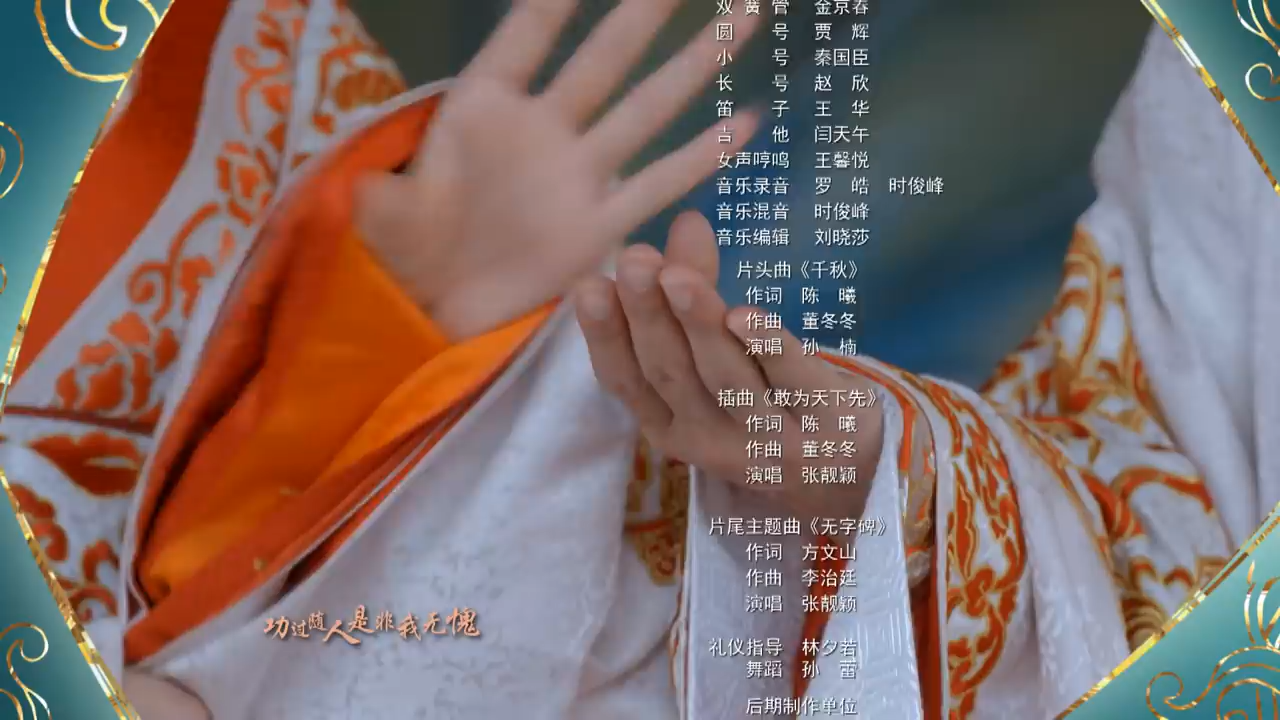 双簧管 金京春
圆号 贾辉
小号 秦国臣
长号 赵欣
笛子 王华
吉他 闫天午
女声哼鸣 王馨悦
音乐录音 罗皓 时俊峰
音乐混音 时俊峰
音乐编辑 刘晓莎
片头曲《千秋》
作词 陈曦
作曲 董冬冬
演唱 孙楠
插曲《敢为天下先》
作词 陈曦
作曲 董冬冬
演唱 张靓颖
片尾主题曲《无字碑》
作词 方文山
作曲 李治廷
演唱 张靓颖
功过随人是非我无愧
礼仪指导 林夕若
舞蹈 孙蕾
后期制作单位